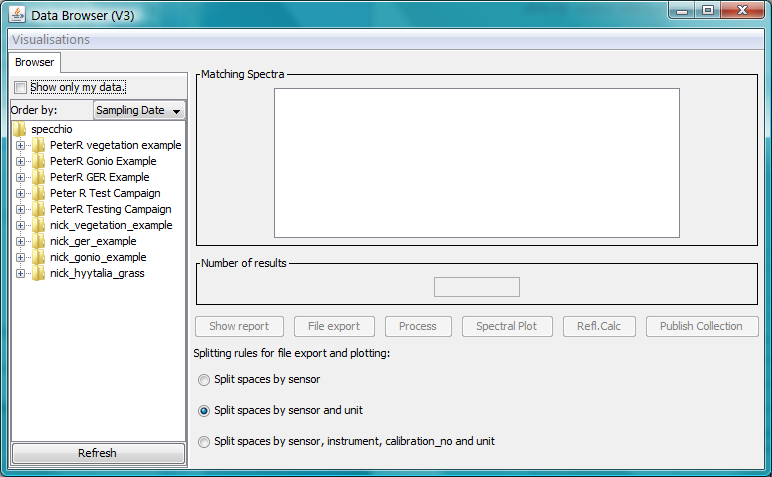 Data Browser (V3)
Visualisations
Browser
Show only my data.
Order by: Sampling Date
specchio
PeterR vegetation example
PeterR Gonio Example
PeterR GER Example
Peter R Test Campaign
PeterR Testing Campaign
nick_vegetation_example
nick_ger_example
nick_gonio_example
nick_hyytalia_grass
Refresh
Matching Spectra
Number of results
Show report File export Process Spectral Plot Refl.Calc Publish Collection
Splitting rules for file export and plotting:
Split spaces by sensor
Split spaces by sensor and unit
Split spaces by sensor, instrument, calibration_no and unit